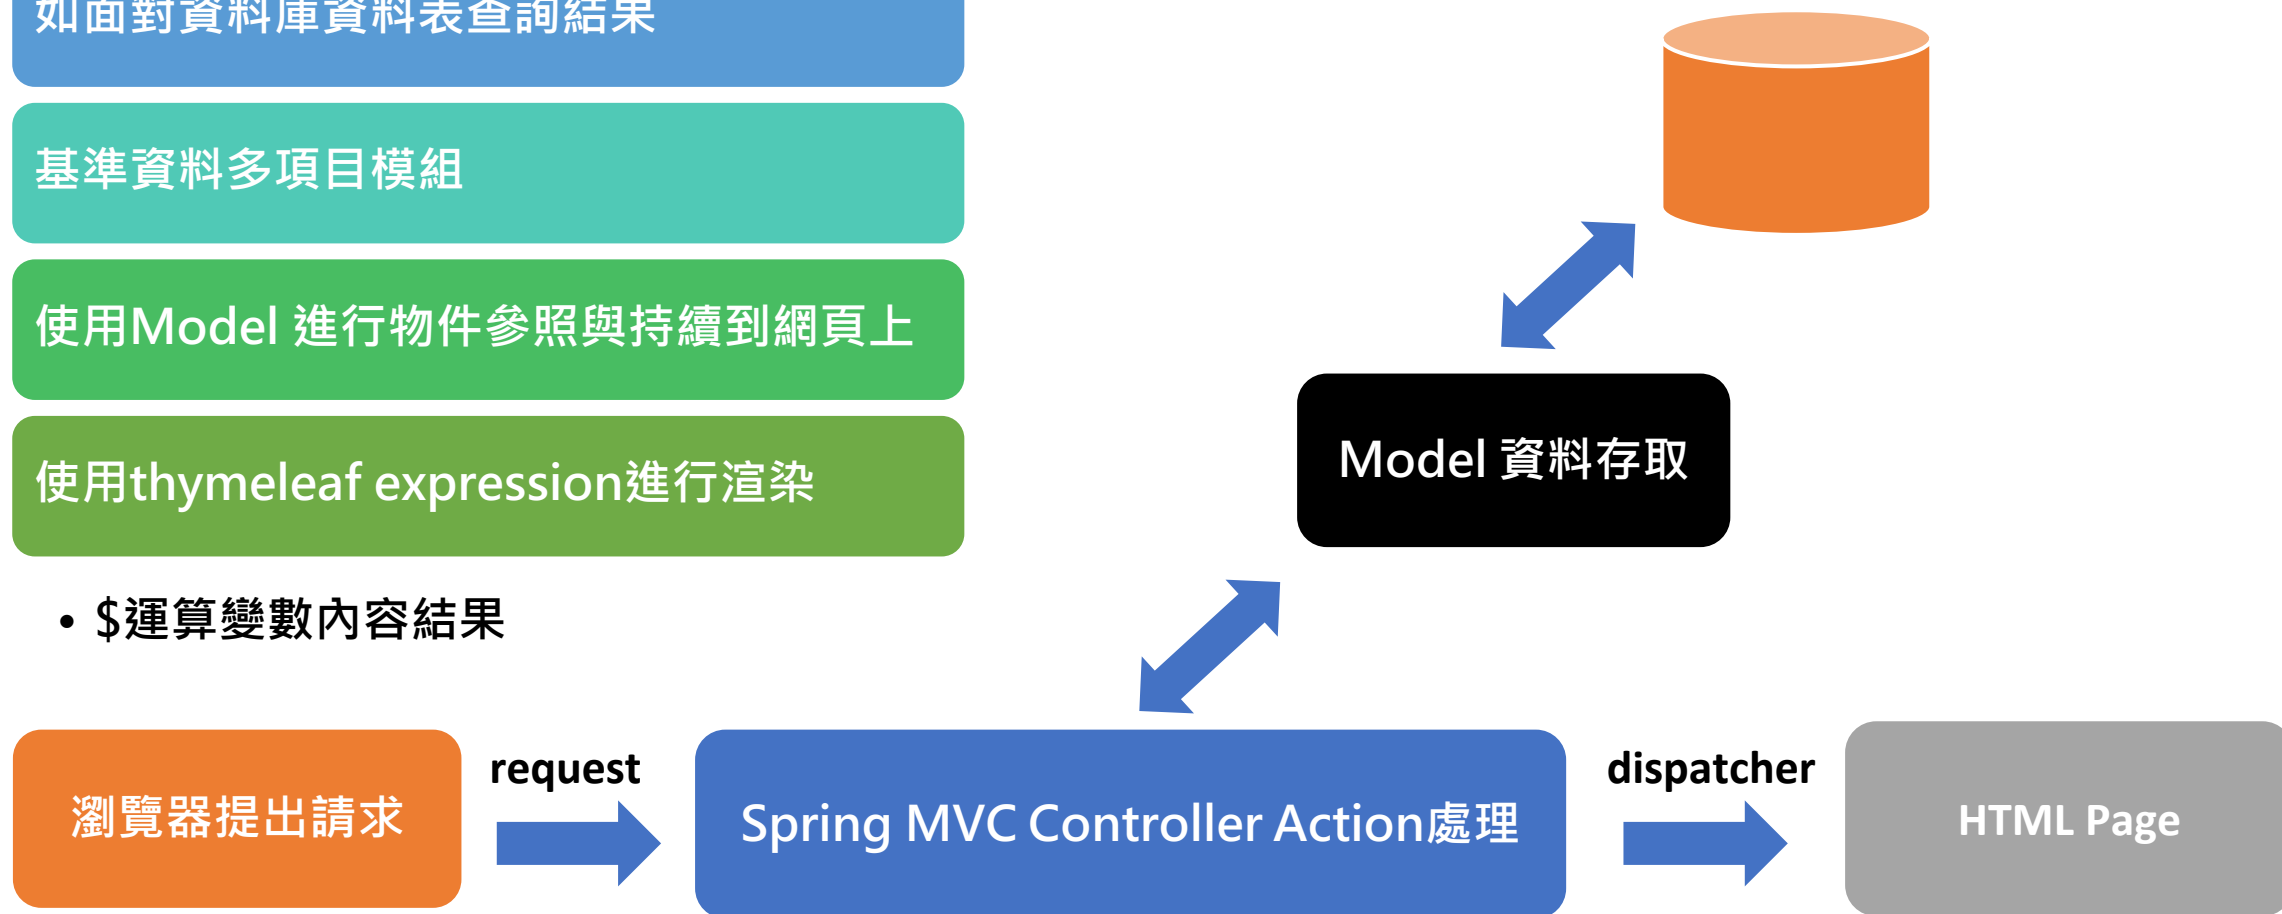 如面對資料庫資料表查詢結果
基準資料多項目模組
使用Model 進行物件參照與持續到網頁上
使用thymeleaf expression進行渲染
• $運算變數內容結果
Model 資料存取
瀏覽器提出請求
request
Spring MVC Controller Action處理
dispatcher
HTML Page